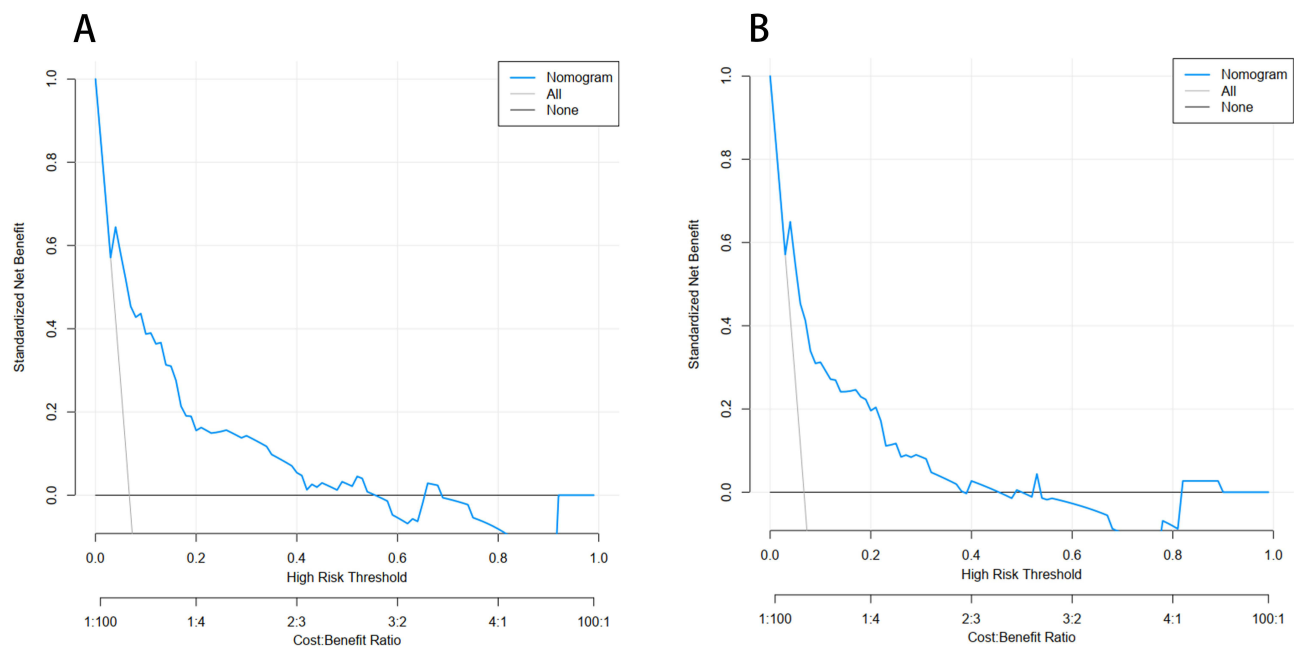 A
Nomogram
All
None
Standardized Net Benefit
1.0
0.8
0.6
0.4
0.2
0.0
0.0 0.2 0.4 0.6 0.8 1.0
High Risk Threshold
1:100 1:4 2:3 3:2 4:1 100:1
Cost:Benefit Ratio
B
Nomogram
All
None
Standardized Net Benefit
1.0
0.8
0.6
0.4
0.2
0.0
0.0 0.2 0.4 0.6 0.8 1.0
High Risk Threshold
1:100 1:4 2:3 3:2 4:1 100:1
Cost:Benefit Ratio